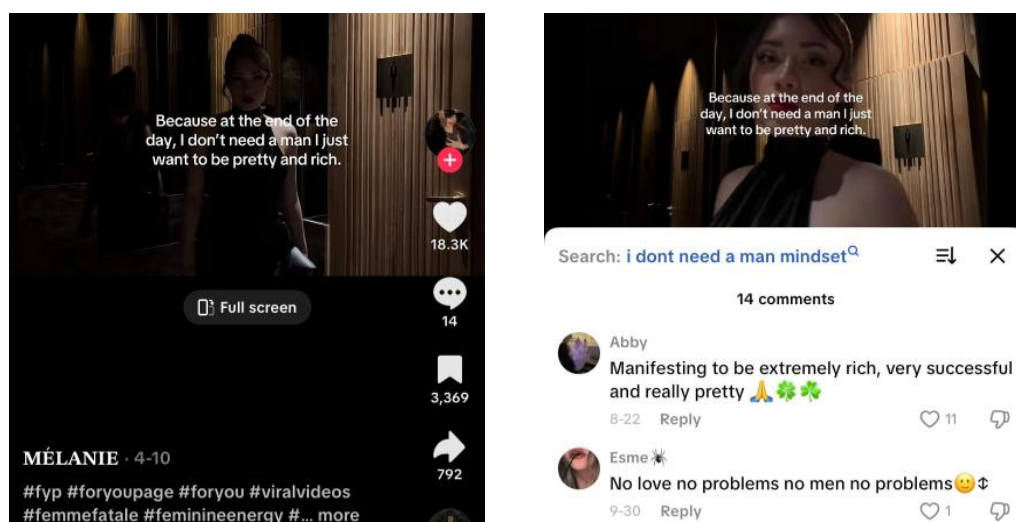 Because at the end of the
day, I don't need a man I just
want to be pretty and rich.
18.3K
Full screen
14
3,369
792
MÉLANIE · 4-10
#fyp #foryoupage #foryou #viralvideos
#femmefatale #feminineenergy #... more
Because at the end of the
day, I don't need a man I just
want to be pretty and rich.
Search: i dont need a man mindset
14 comments
Abby
Manifesting to be extremely rich, very successful
and really pretty 🙏🍀☘️
8-22 Reply 11
Esme🕷
No love no problems no men no problems🙂↕
9-30 Reply 1